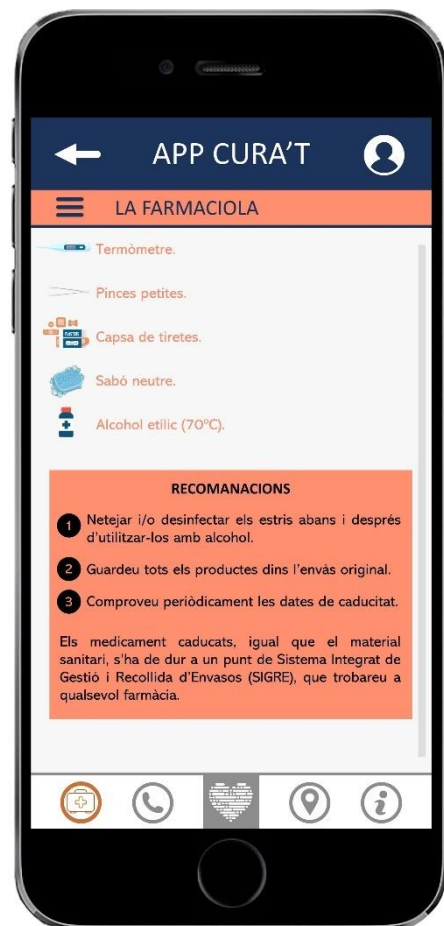 APP CURA'T
LA FARMACIOLA
Termòmetre.
Pinces petites.
Capsa de tiretes.
Sabó neutre.
Alcohol etílic (70ºC).
RECOMANACIONS
1 Netejar i/o desinfectar els estris abans i després
d'utilitzar-los amb alcohol.
2 Guardeu tots els productes dins l'envàs original.
3 Comproveu periòdicament les dates de caducitat.
Els medicament caducats, igual que el material
sanitari, s'ha de dur a un punt de Sistema Integrat de
Gestió i Recollida d'Envasos (SIGRE), que trobareu a
qualsevol farmàcia.